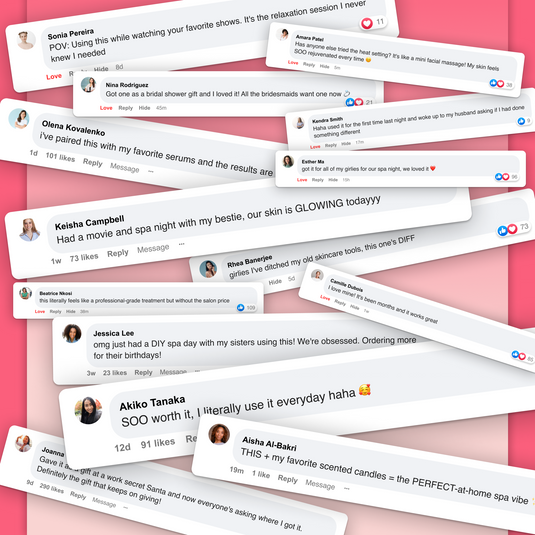 Sonia Pereira
POV: Using this while watching your favorite shows. It's the relaxation session I never
knew I needed
Love Hide 8d
11
Amara Patel
Has anyone else tried the heat setting? It's like a mini facial massage! My skin feels
SOO rejuvenated every time 😊
Love Reply Hide
38
Nina Rodriguez
Got one as a bridal shower gift and I loved it! All the bridesmaids want one now
Love Reply Hide 45m
21
Kendra Smith
Haha used it for the first time last night and woke up to my husband asking if I had done
something different
Love Reply Hide
9
Olena Kovalenko
i've paired this with my favorite serums and the results are
1d 101 likes Reply Message ...
Esther Ma
got it for all of my girlies for our spa night, we loved it ❤️
Love Reply Hide
96
Keisha Campbell
Had a movie and spa night with my bestie, our skin is GLOWING todayyy
1w 73 likes Reply Message ...
73
Rhea Banerjee
girlies I've ditched my old skincare tools, this one's DIFF
Hide 5d
Camille Dubois
I love mine! It's been months and it works great
Love Reply Hide 1w
85
Beatrice Nkosi
this literally feels like a professional-grade treatment but without the salon price
Love Reply Hide
109
Jessica Lee
omg just had a DIY spa day with my sisters using this! We're obsessed. Ordering more
for their birthdays!
3w 23 likes Reply Message ...
Akiko Tanaka
SOO worth it, I literally use it everyday haha 🥰
12d 91 likes Re
Aisha Al-Bakri
THIS + my favorite scented candles = the PERFECT-at-home spa vibe
19m 1 like Reply Message ...
Joanna
Gave it as a gift at a work secret Santa and now everyone's asking where I got it.
Definitely the gift that keeps on giving!
9d 290 likes Reply Message ...